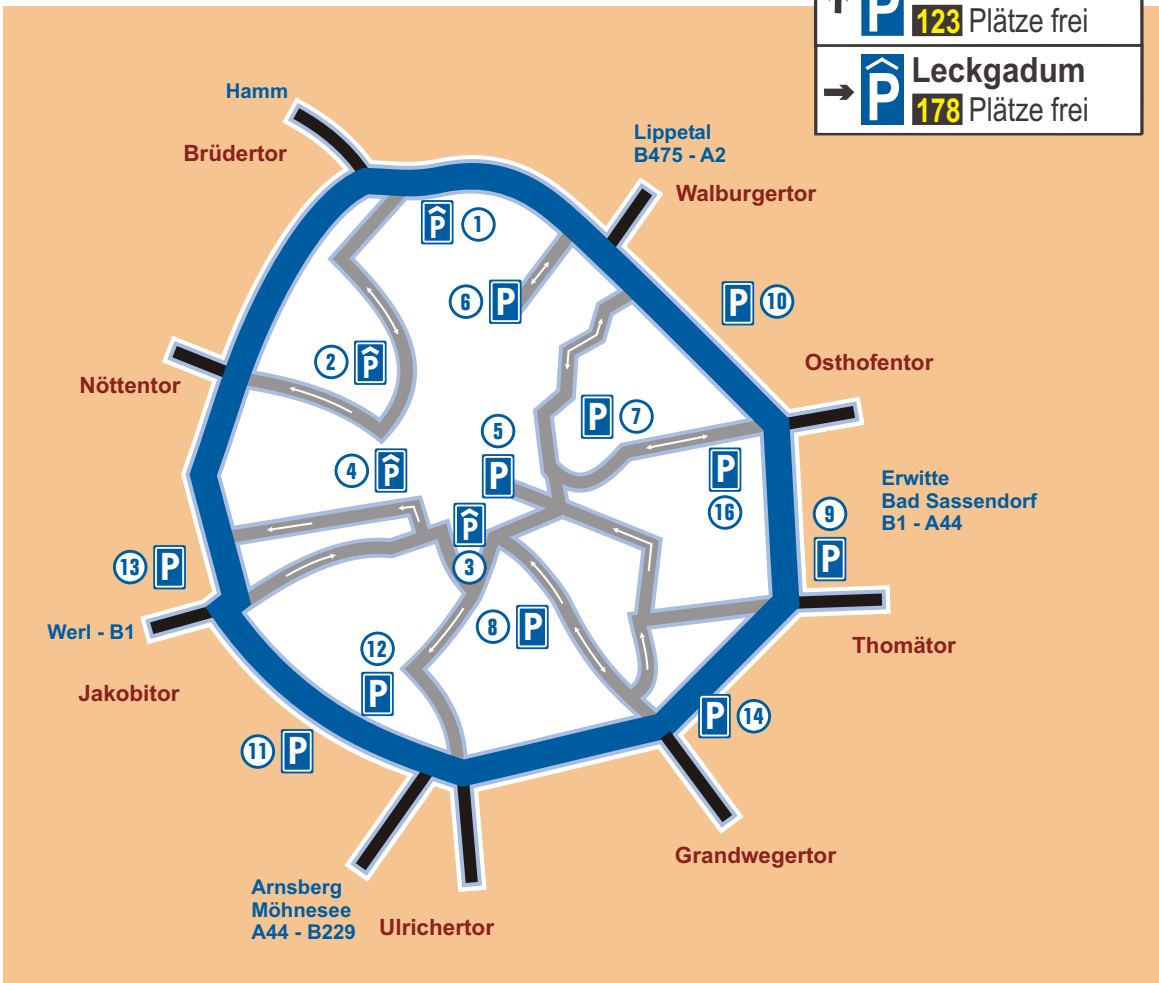 P
123 Plätze frei
P Leckgadum
178 Plätze frei
Hamm
Brüdertor
Lippetal
B475 - A2
Walburgertor
P 1
6 P
P 10
2 P
Osthofentor
Nöttentor
P 7
5
P
4 P
P
16
Erwitte
Bad Sassendorf
B1 - A44
9
P
P
3
13 P
Werl - B1
8 P
12
P
Thomätor
Jakobitor
P 14
11 P
Grandwegertor
Arnsberg
Möhnesee
A44 - B229
Ulrichertor